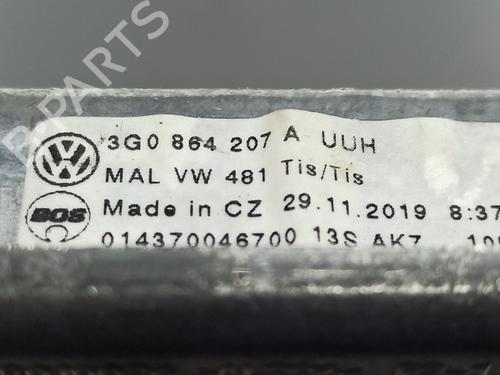 3G0 864 207 A UUH
MAL VW 481 Tis/Tis
Made in CZ 29.11.2019 8:37
BOS 014370046700 13S AKZ
B-PARTS